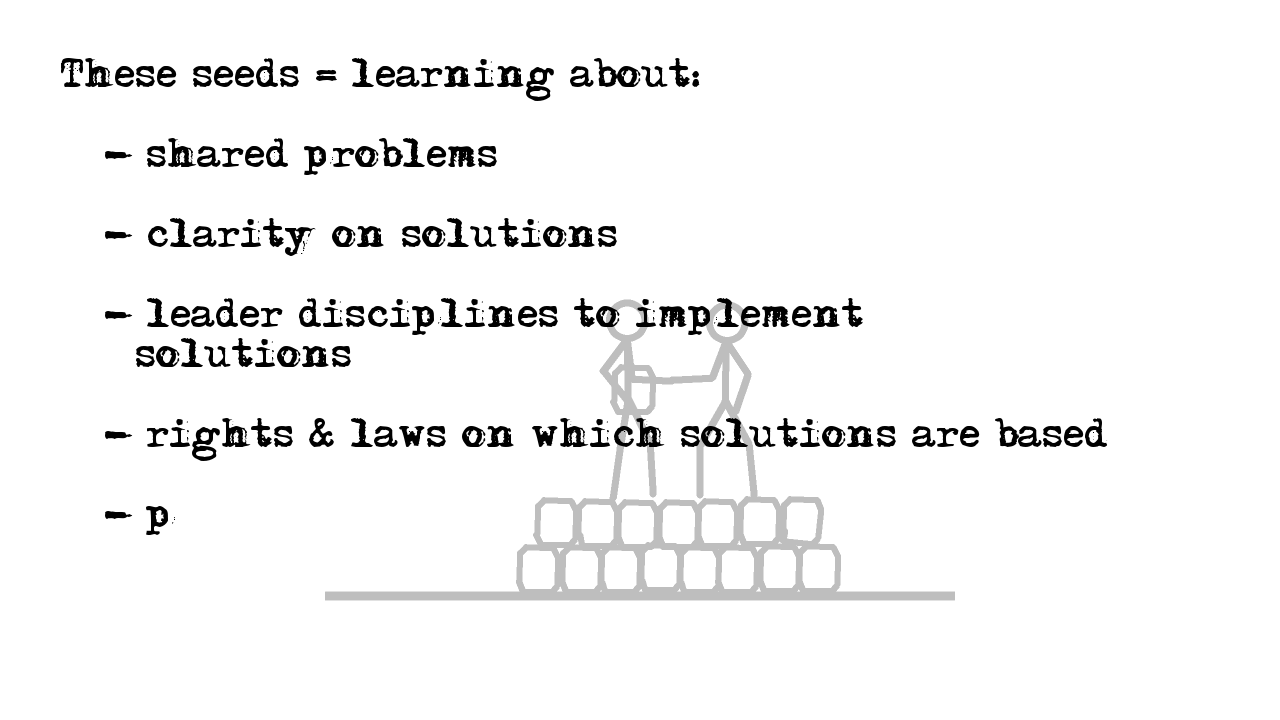 These seeds = learning about:
- shared problems
- clarity on solutions
- leader disciplines to implement
solutions
- rights & laws on which solutions are based
- p